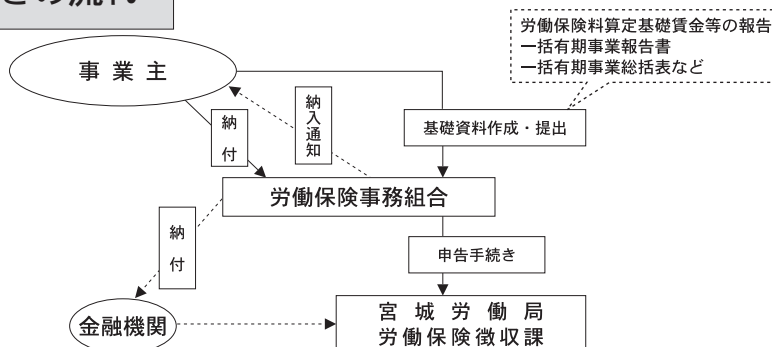 の流れ
労働保険料算定基礎賃金等の報告
一括有期事業報告書
一括有期事業総括表など
事業主
納入通知
納付
基礎資料作成・提出
労働保険事務組合
納付
申告手続き
金融機関
宮城労働局
労働保険徴収課